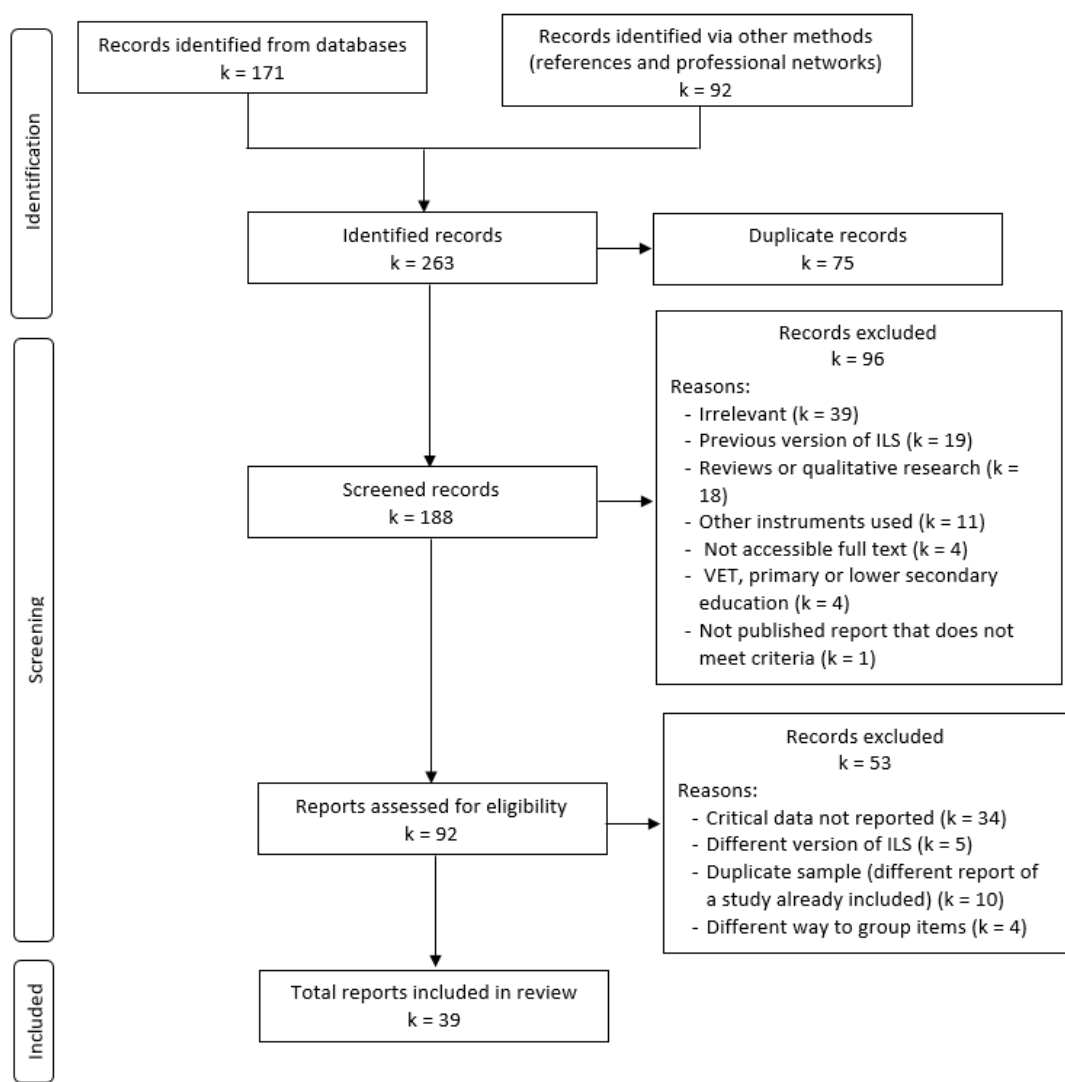 Identification
Records identified from databases
k = 171
Records identified via other methods
(references and professional networks)
k = 92
Identified records
k = 263
Duplicate records
k = 75
Screening
Records excluded
k = 96
Reasons:
- Irrelevant (k = 39)
- Previous version of ILS (k = 19)
- Reviews or qualitative research (k =
18)
- Other instruments used (k = 11)
- Not accessible full text (k = 4)
- VET, primary or lower secondary
education (k = 4)
- Not published report that does not
meet criteria (k = 1)
Screened records
k = 188
Records excluded
k = 53
Reasons:
- Critical data not reported (k = 34)
- Different version of ILS (k = 5)
- Duplicate sample (different report of
a study already included) (k = 10)
- Different way to group items (k = 4)
Reports assessed for eligibility
k = 92
Included
Total reports included in review
k = 39